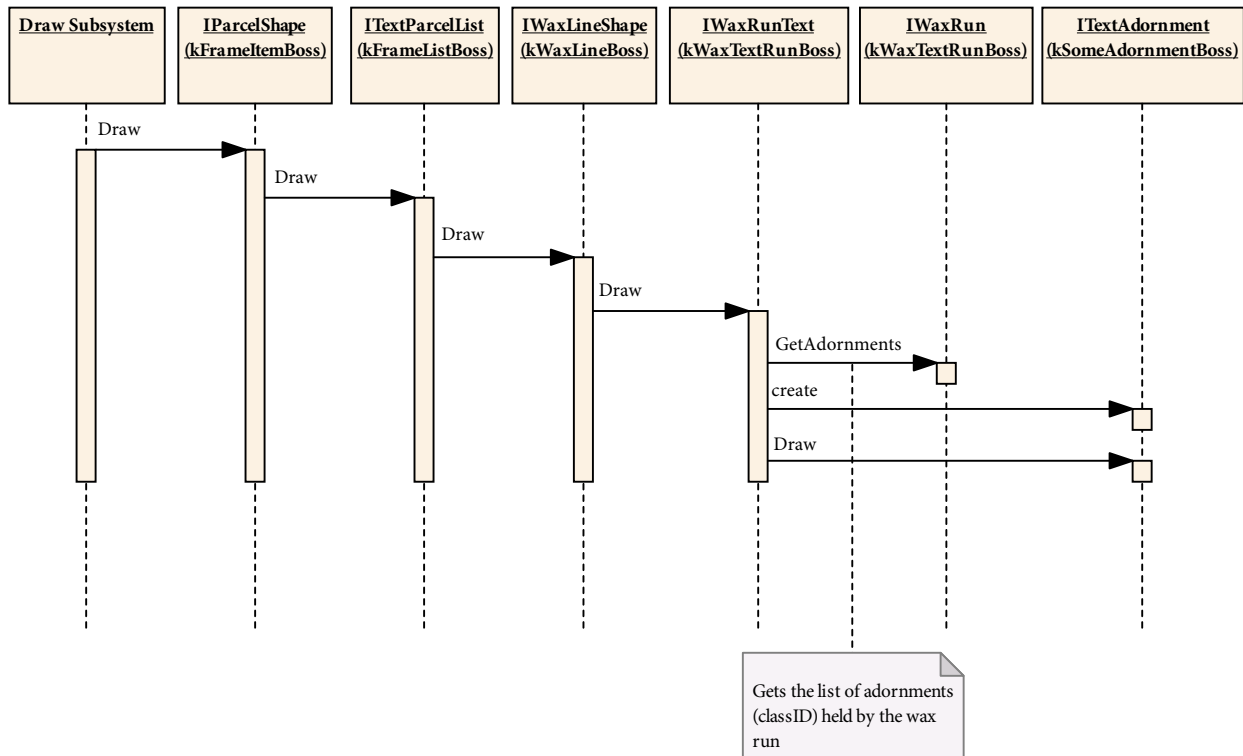 Draw Subsystem
IParcelShape
(kFrameItemBoss)
ITextParcelList
(kFrameListBoss)
IWaxLineShape
(kWaxLineBoss)
IWaxRunText
(kWaxTextRunBoss)
IWaxRun
(kWaxTextRunBoss)
ITextAdornment
(kSomeAdornmentBoss)
Draw
Draw
Draw
Draw
GetAdornments
create
Draw
Gets the list of adornments
(classID) held by the wax
run